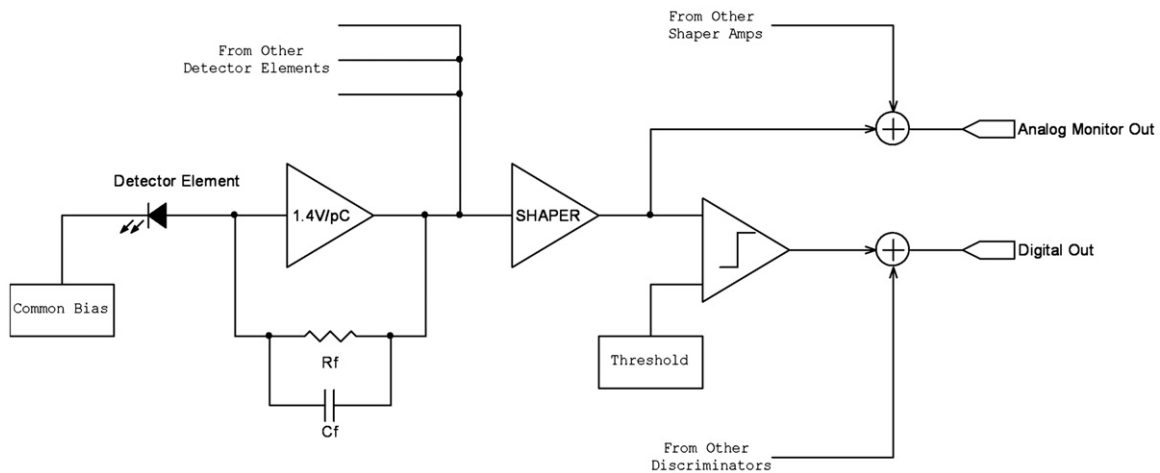 From Other
Shaper Amps
From Other
Detector Elements
Analog Monitor Out
Detector Element
1.4V/pC
SHAPER
Digital Out
Common Bias
Rf
Threshold
Cf
From Other
Discriminators